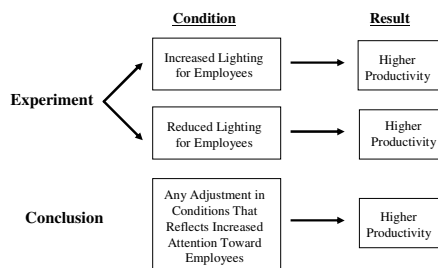 Condition
Result
Increased Lighting
for Employees
Higher
Productivity
Experiment
Reduced Lighting
for Employees
Higher
Productivity
Conclusion
Any Adjustment in
Conditions That
Reflects Increased
Attention Toward
Employees
Higher
Productivity